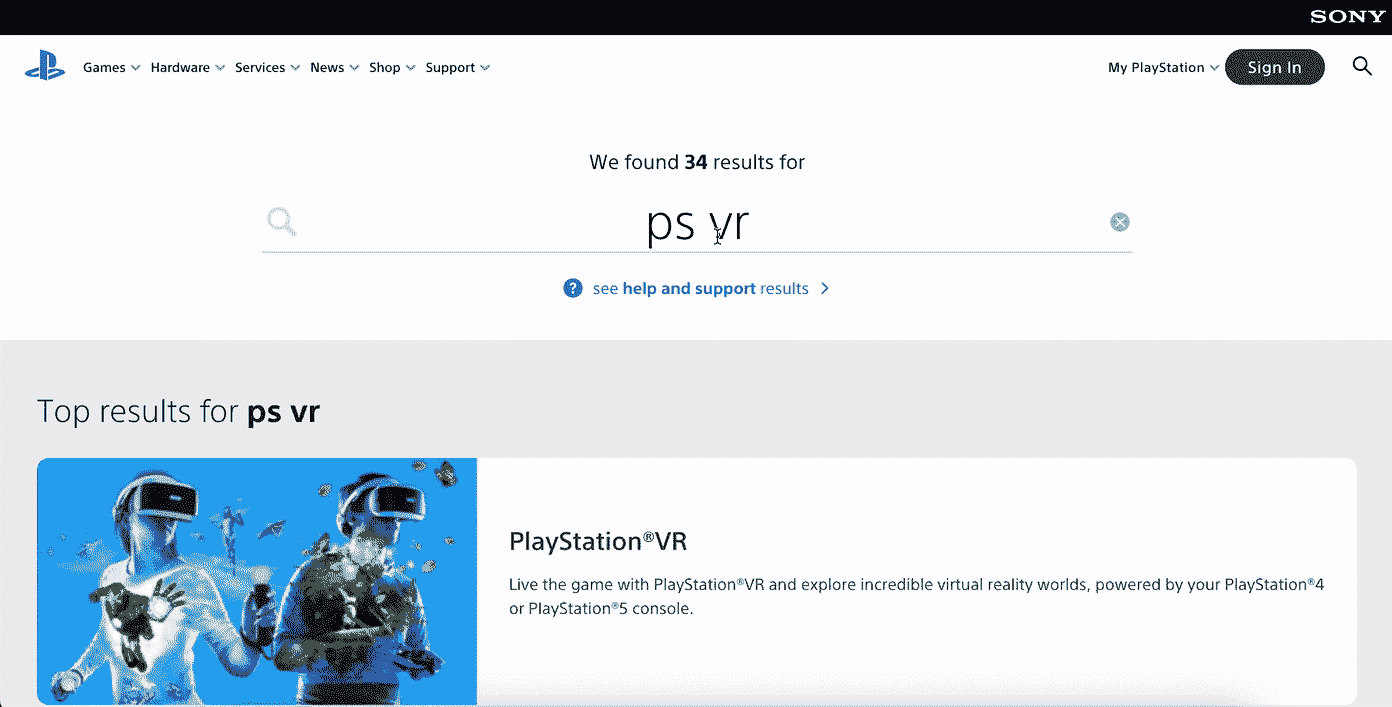 SONY
Games Hardware Services News Shop Support My PlayStation Sign In
We found 34 results for
ps vr
? see help and support results
Top results for ps vr
PlayStation®VR
Live the game with PlayStation®VR and explore incredible virtual reality worlds, powered by your PlayStation®4
or PlayStation®5 console.